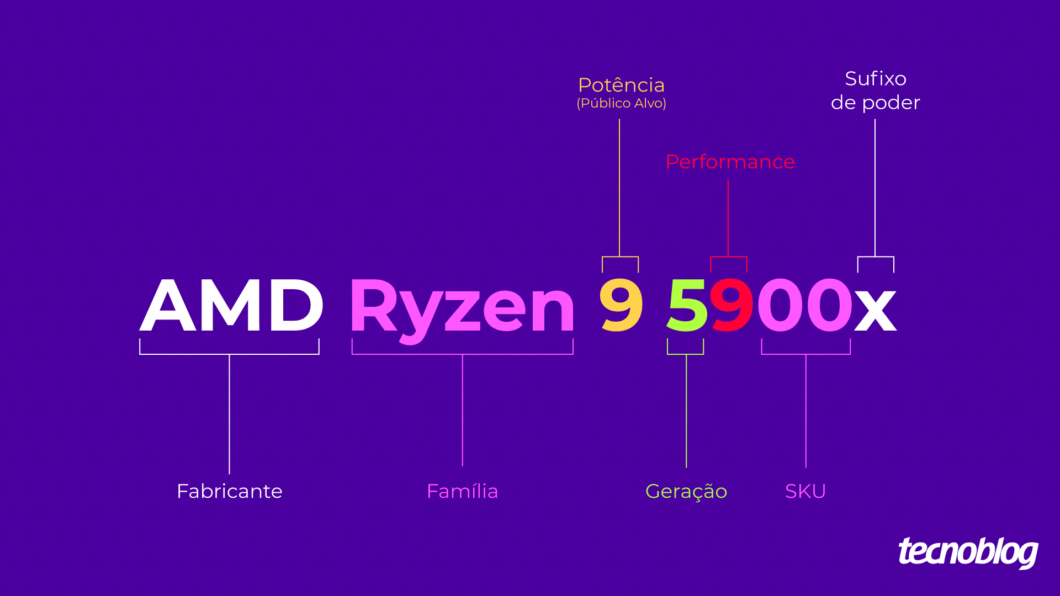 Potência
(Público Alvo)
Sufixo
de poder
Performance
AMD Ryzen 9 5900x
Fabricante
Família
Geração
SKU
tecnoblog